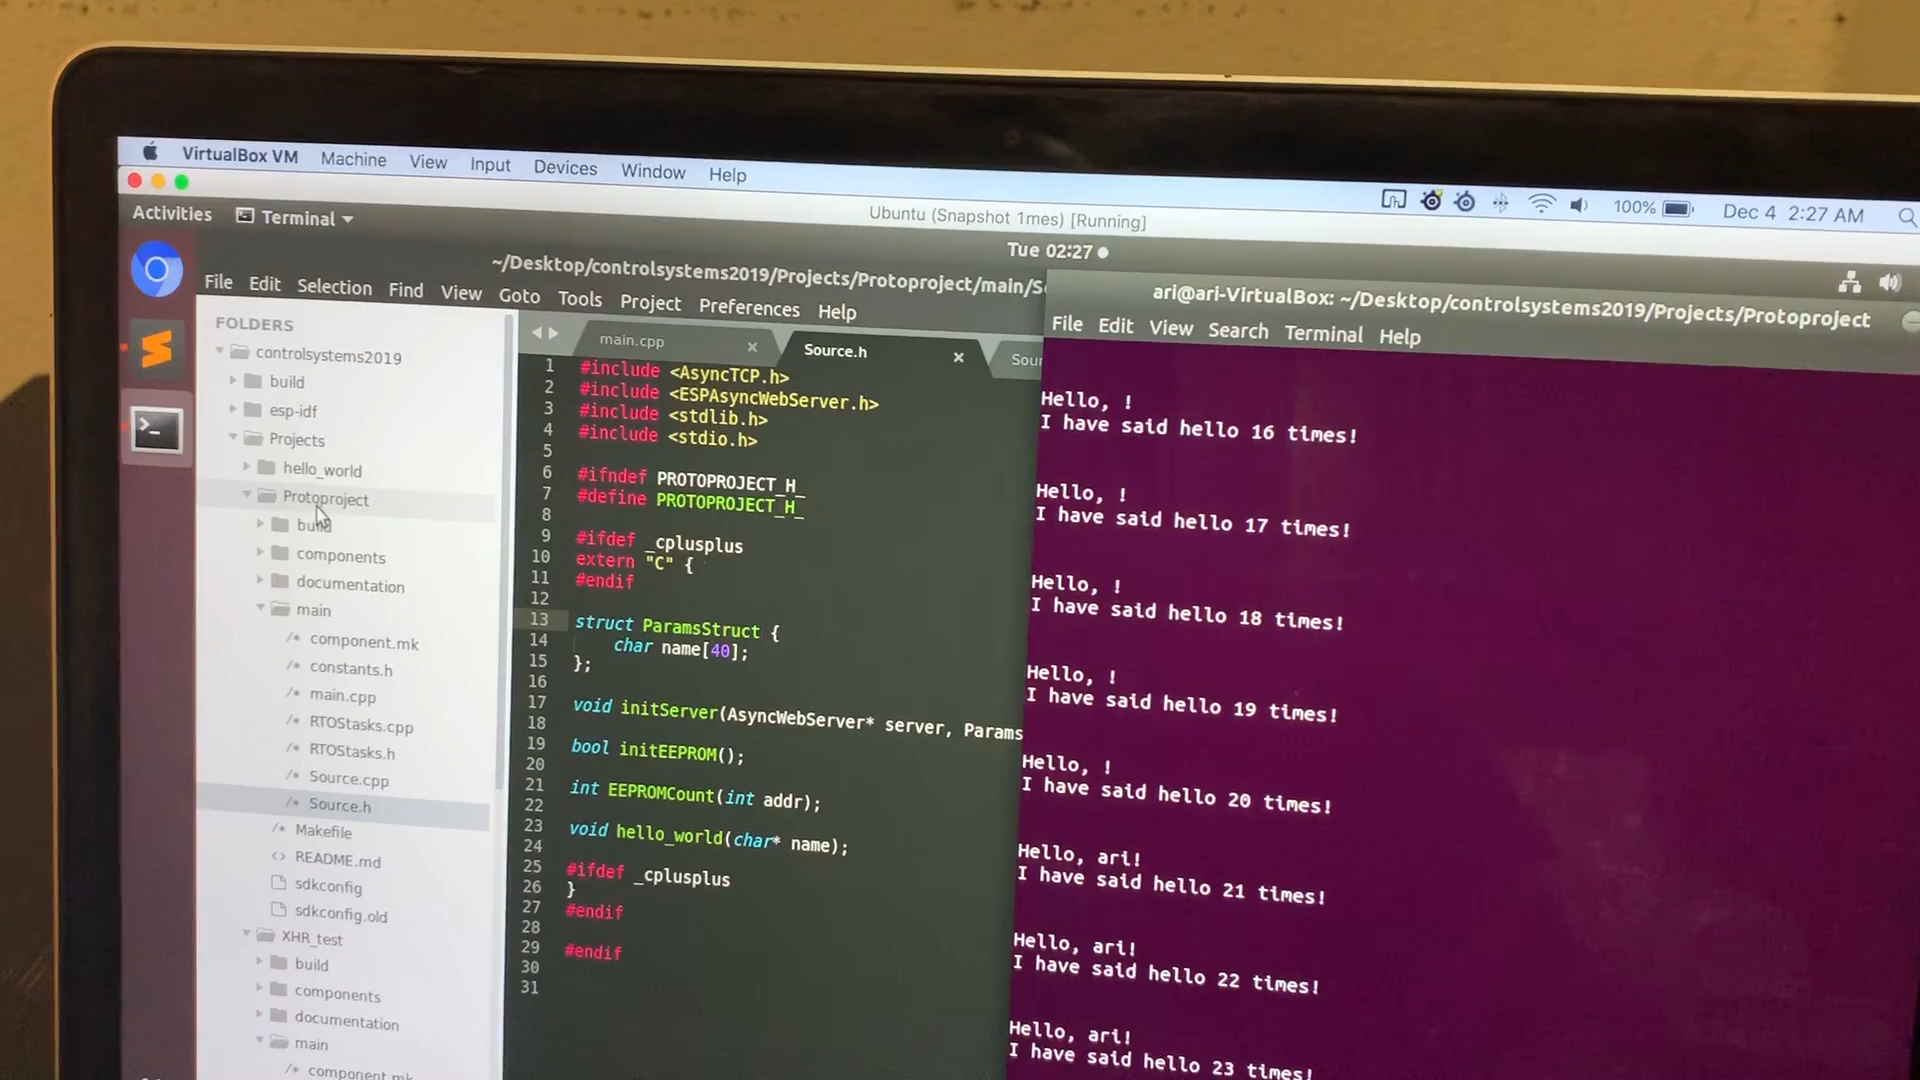 VirtualBox VM Machine View Input Devices Window Help
100% Dec 4 2:27 AM
Ubuntu (Snapshot 1mes) [Running]
Activities Terminal
Tue 02:27
~/Desktop/controlsystems2019/Projects/Protoproject/main/So
File Edit Selection Find View Goto Tools Project Preferences Help
FOLDERS
controlsystems2019
build
esp-idf
Projects
hello_world
Protoproject
build
components
documentation
main
/* component.mk
/* constants.h
/* main.cpp
/* RTOStasks.cpp
/* RTOStasks.h
/* Source.cpp
/* Source.h
/* Makefile
<> README.md
sdkconfig
sdkconfig.old
XHR_test
build
components
documentation
main
/* component.mk
main.cpp
Source.h
Sour
1 #include <AsyncTCP.h>
2 #include <ESPAsyncWebServer.h>
3 #include <stdlib.h>
4 #include <stdio.h>
5
6 #ifndef PROTOPROJECT_H_
7 #define PROTOPROJECT_H_
8
9 #ifdef _cplusplus
10 extern "C" {
11 #endif
12
13 struct ParamsStruct {
14 char name[40];
15 };
16
17 void initServer(AsyncWebServer* server, Params
18
19 bool initEEPROM();
20
21 int EEPROMCount(int addr);
22
23 void hello_world(char* name);
24
25 #ifdef _cplusplus
26 }
27 #endif
28
29 #endif
30
31
ari@ari-VirtualBox: ~/Desktop/controlsystems2019/Projects/Protoproject
File Edit View Search Terminal Help
Hello, !
I have said hello 16 times!
Hello, !
I have said hello 17 times!
Hello, !
I have said hello 18 times!
Hello, !
I have said hello 19 times!
Hello, !
I have said hello 20 times!
Hello, ari!
I have said hello 21 times!
Hello, ari!
I have said hello 22 times!
Hello, ari!
I have said hello 23 times!